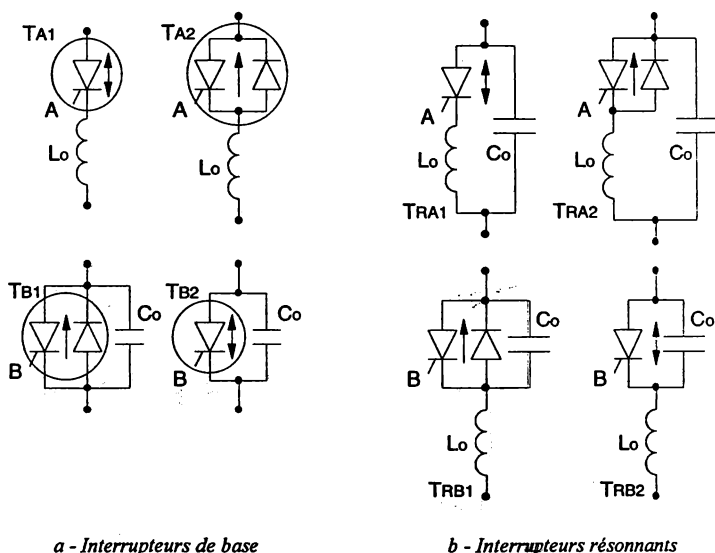 TA1
A
Lo
TA2
A
Lo
TB1
B
Co
TB2
B
Co
a - Interrupteurs de base
A
Lo
Co
TRA1
A
Lo
Co
TRA2
B
Co
Lo
TRB1
B
Co
Lo
TRB2
b - Interrupteurs résonnants